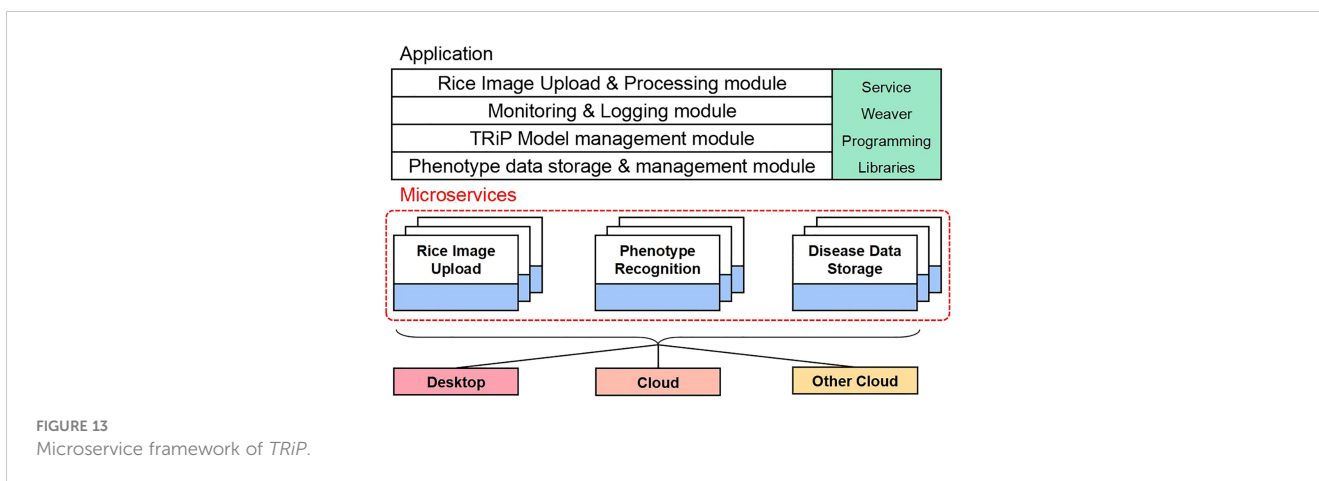 Application
Rice Image Upload & Processing module
Monitoring & Logging module
TRiP Model management module
Phenotype data storage & management module
Service
Weaver
Programming
Libraries
Microservices
Rice Image
Upload
Phenotype
Recognition
Disease Data
Storage
Desktop
Cloud
Other Cloud
FIGURE 13
Microservice framework of TRiP.